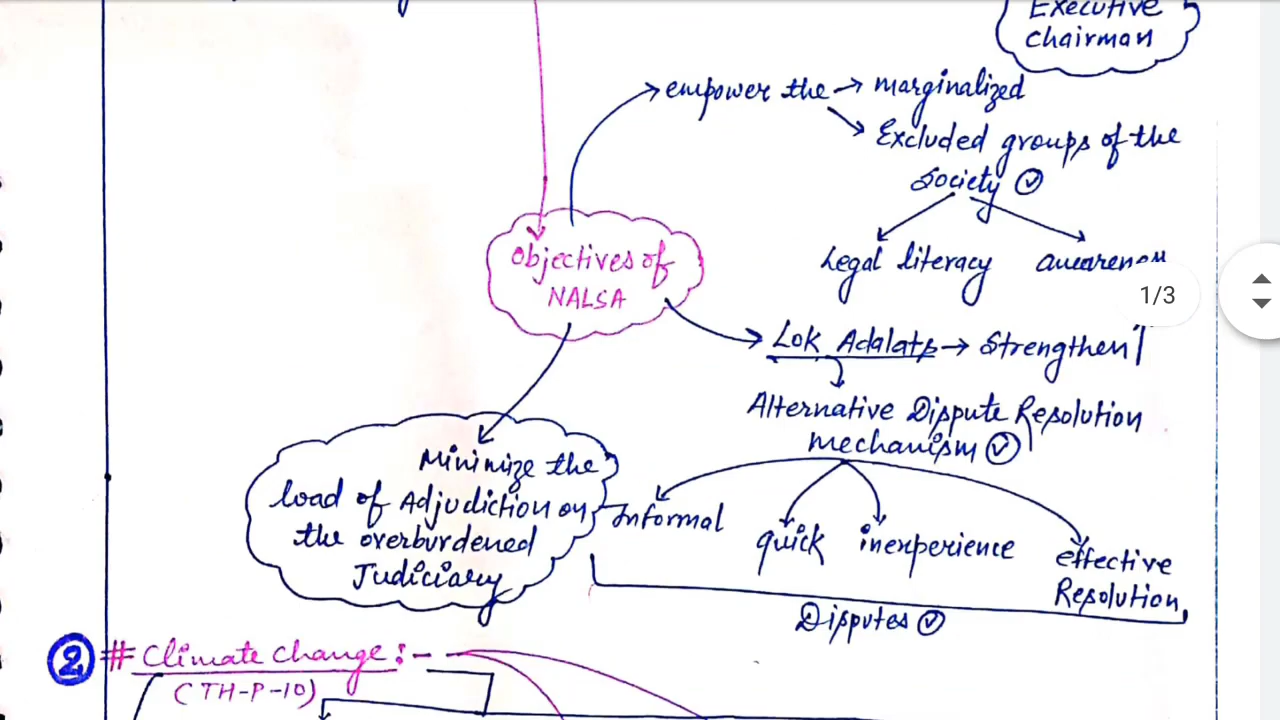 Executive
Chairman
empower the → marginalized
Excluded groups of the
Society
Legal literacy
awareness
1/3
Objectives of
NALSA
Lok Adalats → Strengthen
Alternative Dispute Resolution
mechanism
Minimize the
load of Adjudiction on
the overburdened
Judiciary
Informal
quick
inexperience
effective
Resolution
Disputes
2 # Climate change :-
(TH-P-10)